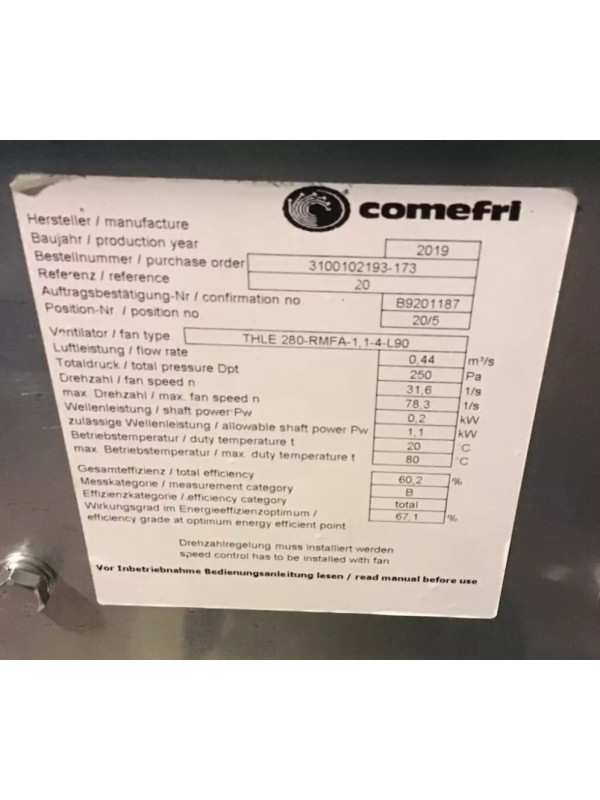 comefri
Hersteller / manufacture
Baujahr / production year 2019
Bestellnummer / purchase order 3100102193-173
Referenz / reference 20
Auftragsbestätigung-Nr / confirmation no B9201187
Position-Nr. / position no 20/5
Ventilator / fan type THLE 280-RMFA-1,1-4-L90
Luftleistung / flow rate 0,44 m³/s
Totaldruck / total pressure Dpt 250 Pa
Drehzahl / fan speed n 31,6 1/s
max. Drehzahl / max. fan speed n 78,3 1/s
Wellenleistung / shaft power Pw 0,2 kW
zulässige Wellenleistung / allowable shaft power Pw 1,1 kW
Betriebstemperatur / duty temperature t 20 C
max. Betriebstemperatur / max. duty temperature t 80 °C
Gesamteffizienz / total efficiency 60,2 %
Messkategorie / measurement category B
Effizienzkategorie / .efficiency category total
Wirkungsgrad im Energieeffizienzoptimum /
efficiency grade at optimum energy efficient point 67,1 %
Drehzahlregelung muss installiert werden
speed control has to be installed with fan
Vor Inbetriebnahme Bedienungsanleitung lesen / read manual before use